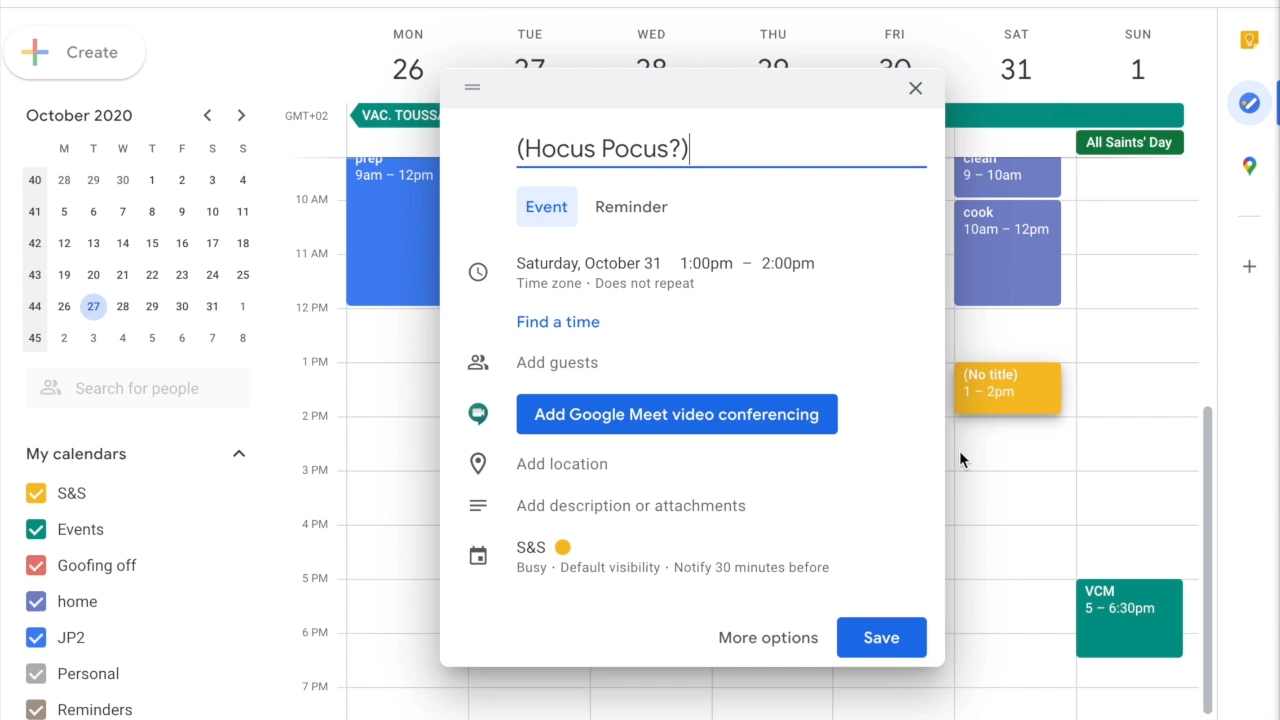 Create
MON TUE WED THU FRI SAT SUN
26 27 28 29 30 31 1
October 2020
GMT+02
VAC. TOUSSA
All Saints' Day
M T W T F S S
40 28 29 30 1 2 3 4
41 5 6 7 8 9 10 11
42 12 13 14 15 16 17 18
43 19 20 21 22 23 24 25
44 26 27 28 29 30 31 1
45 2 3 4 5 6 7 8
Search for people
My calendars
S&S
Events
Goofing off
home
JP2
Personal
Reminders
10 AM
11 AM
12 PM
1 PM
2 PM
3 PM
4 PM
5 PM
6 PM
7 PM
prep
9am – 12pm
(Hocus Pocus?)
Event Reminder
Saturday, October 31 1:00pm – 2:00pm
Time zone · Does not repeat
Find a time
Add guests
Add Google Meet video conferencing
Add location
Add description or attachments
S&S
Busy · Default visibility · Notify 30 minutes before
More options Save
clean
9 – 10am
cook
10am – 12pm
(No title)
1 – 2pm
VCM
5 – 6:30pm